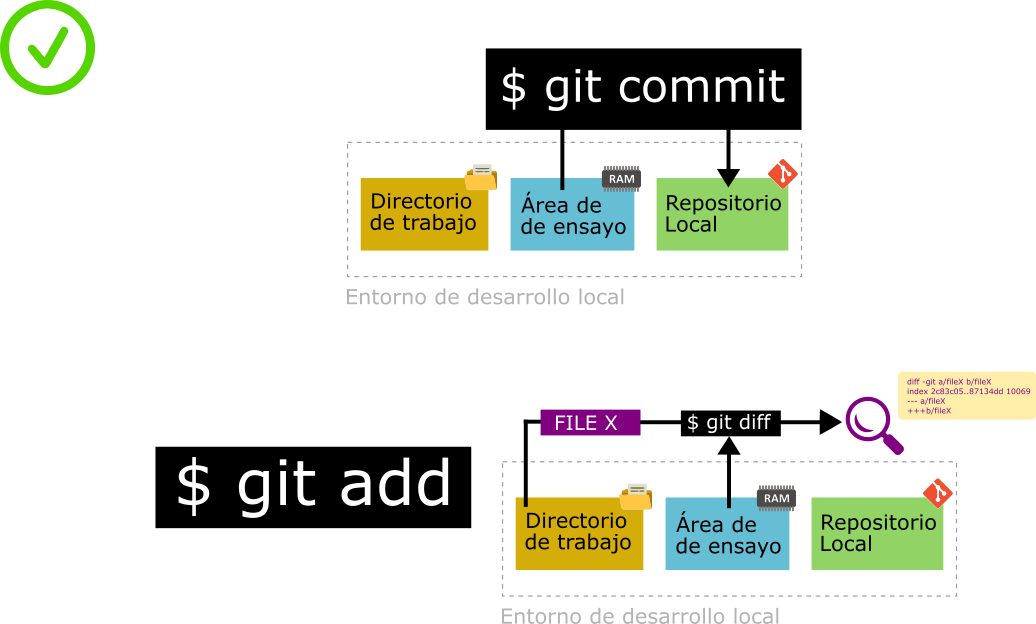 $ git commit
RAM
Directorio
de trabajo
Área de
de ensayo
Repositorio
Local
Entorno de desarrollo local
diff -git a/fileX b/fileX
index 2c83c05..87134dd 10069
--- a/fileX
+++b/fileX
FILE X
$ git diff
$ git add
RAM
Directorio
de trabajo
Área de
de ensayo
Repositorio
Local
Entorno de desarrollo local